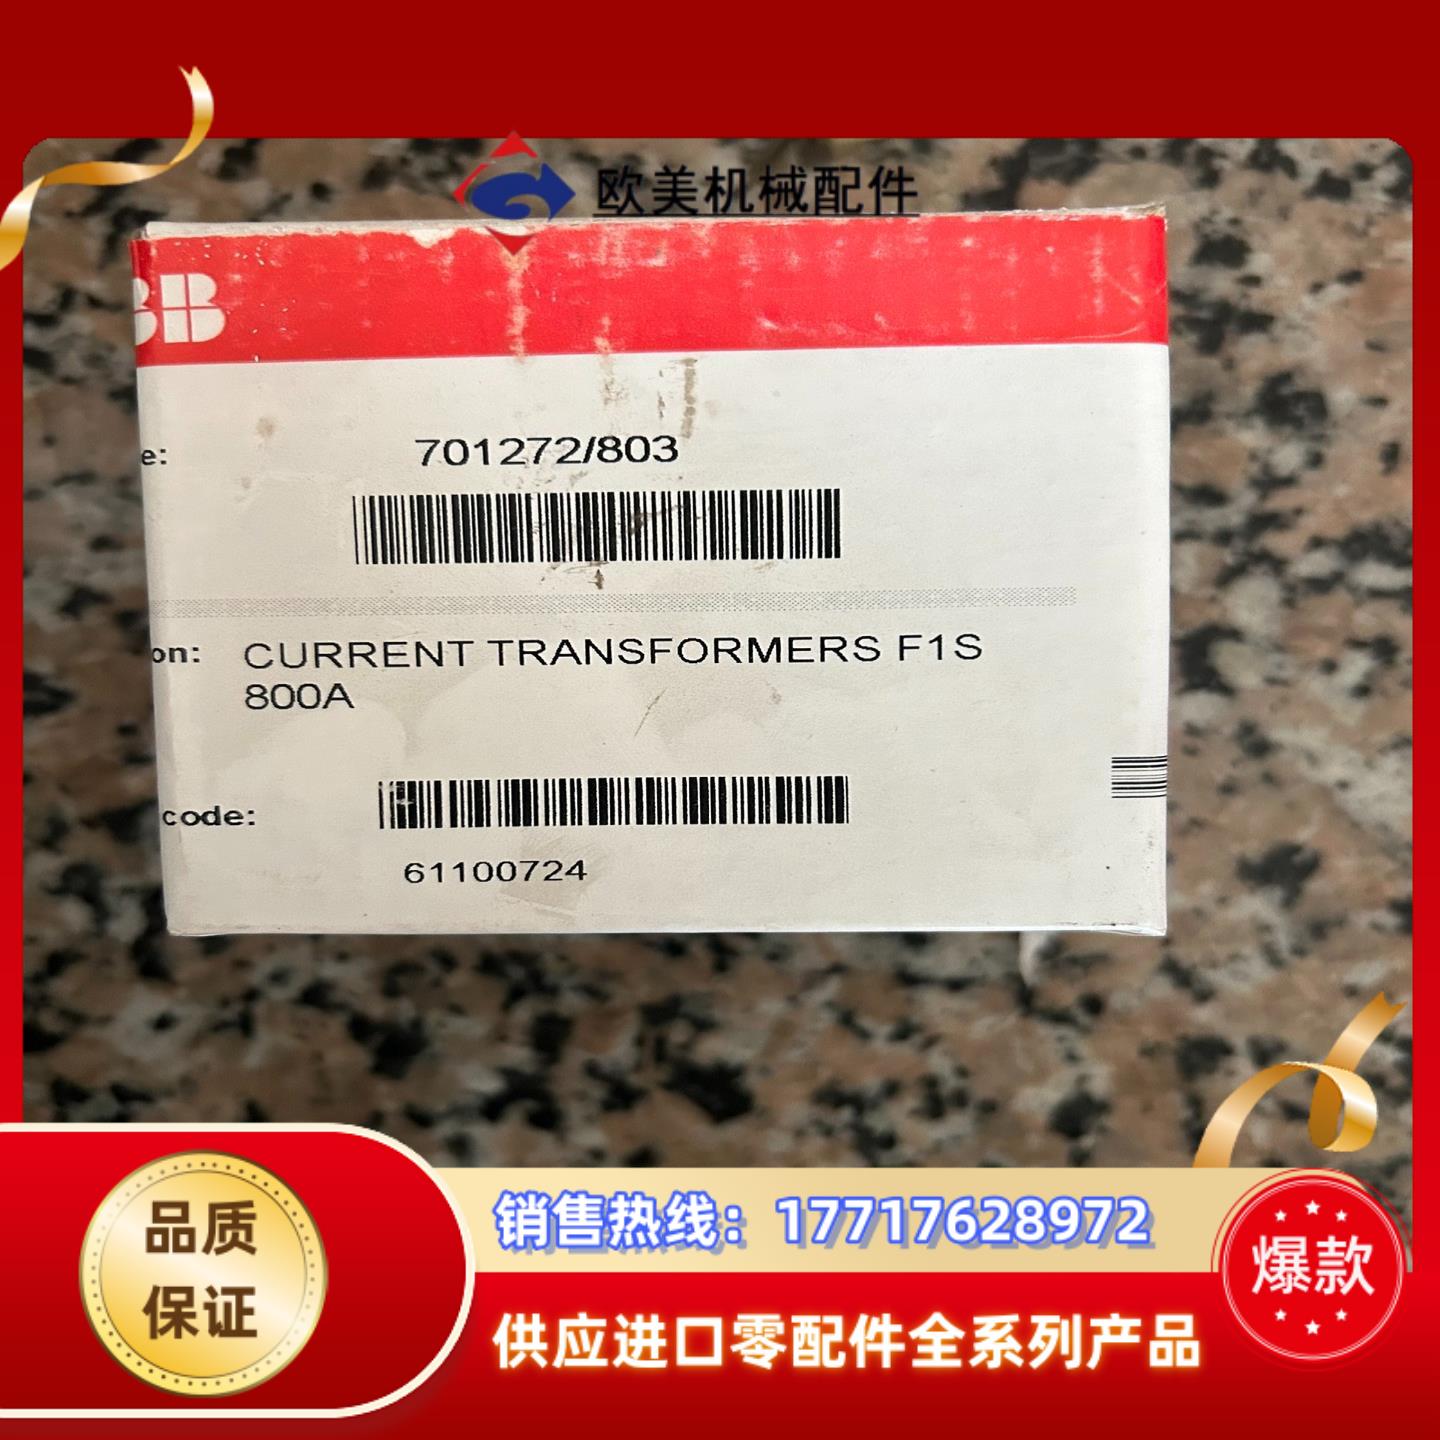 欧美机械配件
BB
e: 701272/803
on: CURRENT TRANSFORMERS F1S
800A
code:
61100724
品质
保证
销售热线：17717628972
爆款
供应进口零配件全系列产品